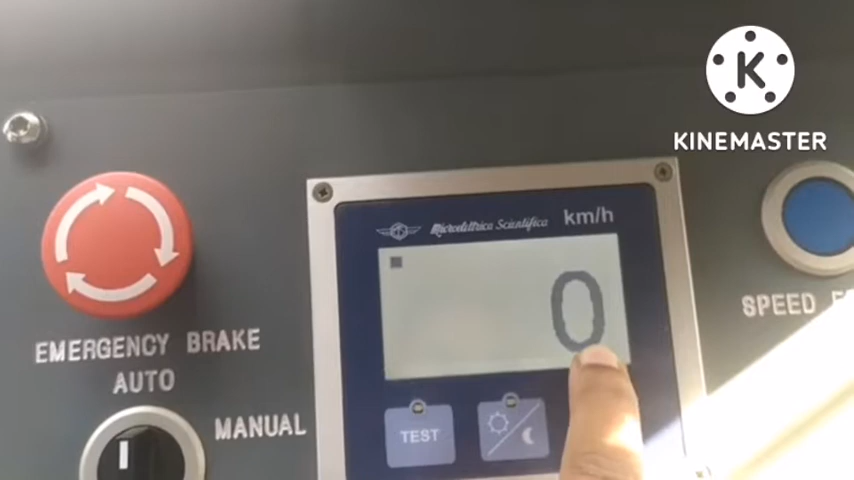 KINEMASTER
Microelettrica Scientifica km/h
0
EMERGENCY BRAKE
AUTO
MANUAL
TEST
SPEED